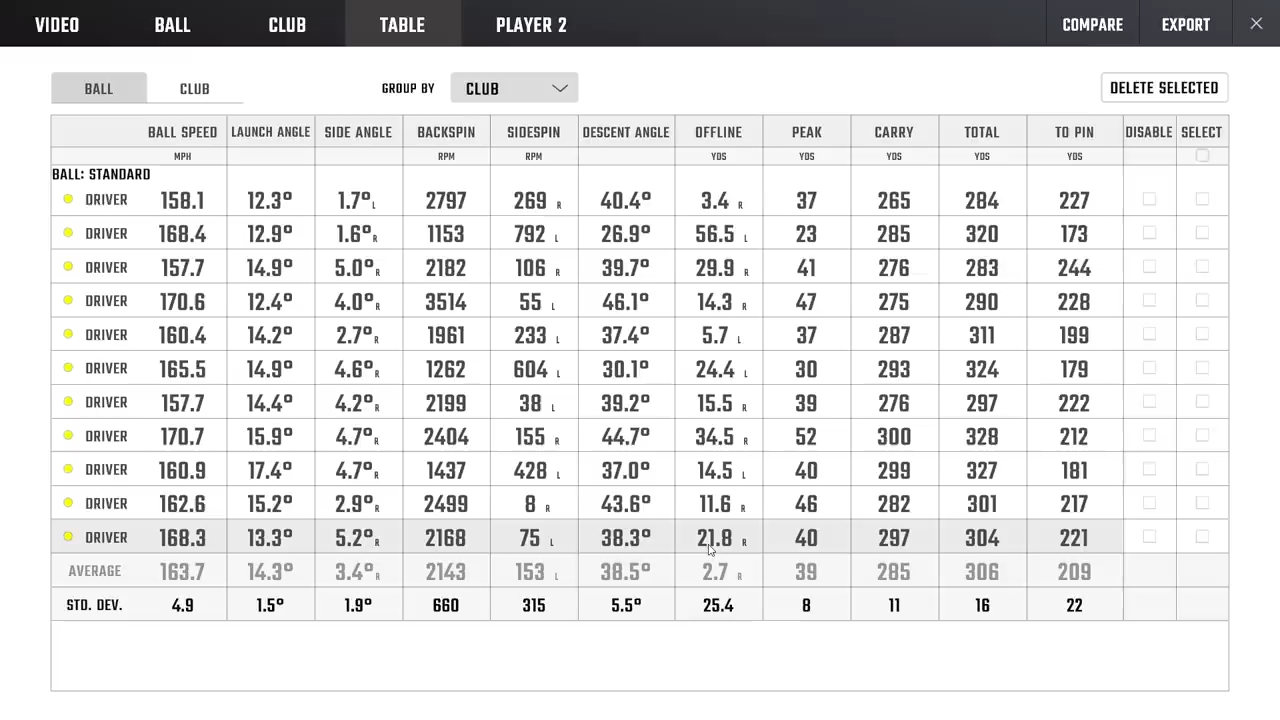 VIDEO BALL CLUB TABLE PLAYER 2 COMPARE EXPORT
BALL CLUB GROUP BY CLUB DELETE SELECTED
BALL SPEED LAUNCH ANGLE SIDE ANGLE BACKSPIN SIDESPIN DESCENT ANGLE OFFLINE PEAK CARRY TOTAL TO PIN DISABLE SELECT
MPH RPM RPM YDS YDS YDS YDS YDS
BALL: STANDARD
DRIVER 158.1 12.3° 1.7° L 2797 269 R 40.4° 3.4 R 37 265 284 227
DRIVER 168.4 12.9° 1.6° R 1153 792 L 26.9° 56.5 L 23 285 320 173
DRIVER 157.7 14.9° 5.0° R 2182 106 R 39.7° 29.9 R 41 276 283 244
DRIVER 170.6 12.4° 4.0° R 3514 55 L 46.1° 14.3 R 47 275 290 228
DRIVER 160.4 14.2° 2.7° R 1961 233 L 37.4° 5.7 L 37 287 311 199
DRIVER 165.5 14.9° 4.6° R 1262 604 L 30.1° 24.4 L 30 293 324 179
DRIVER 157.7 14.4° 4.2° R 2199 38 L 39.2° 15.5 R 39 276 297 222
DRIVER 170.7 15.9° 4.7° R 2404 155 R 44.7° 34.5 R 52 300 328 212
DRIVER 160.9 17.4° 4.7° R 1437 428 L 37.0° 14.5 L 40 299 327 181
DRIVER 162.6 15.2° 2.9° R 2499 8 R 43.6° 11.6 R 46 282 301 217
DRIVER 168.3 13.3° 5.2° R 2168 75 L 38.3° 21.8 R 40 297 304 221
AVERAGE 163.7 14.3° 3.4° R 2143 153 L 38.5° 2.7 R 39 285 306 209
STD. DEV. 4.9 1.5° 1.9° 660 315 5.5° 25.4 8 11 16 22